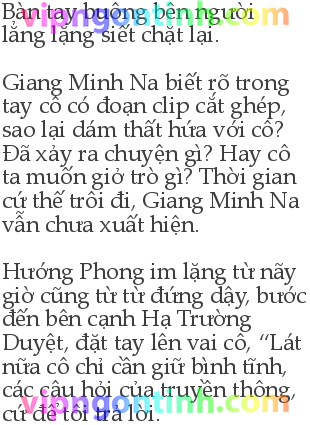 Bàn tay buông bên người
lẳng lặng siết chặt lại.
Giang Minh Na biết rõ trong
tay cô có đoạn clip cắt ghép,
sao lại dám thất hứa với cô?
Đã xảy ra chuyện gì? Hay cô
ta muốn giở trò gì? Thời gian
cứ thế trôi đi, Giang Minh Na
vẫn chưa xuất hiện.
Hướng Phong im lặng từ nãy
giờ cũng từ từ đứng dậy, bước
đến bên cạnh Hạ Trường
Duyệt, đặt tay lên vai cô, “Lát
nữa cô chỉ cần giữ bình tĩnh,
các câu hỏi của truyền thông,
cứ để tôi trả lời.
vipngontinh.com
vipngontinh.com